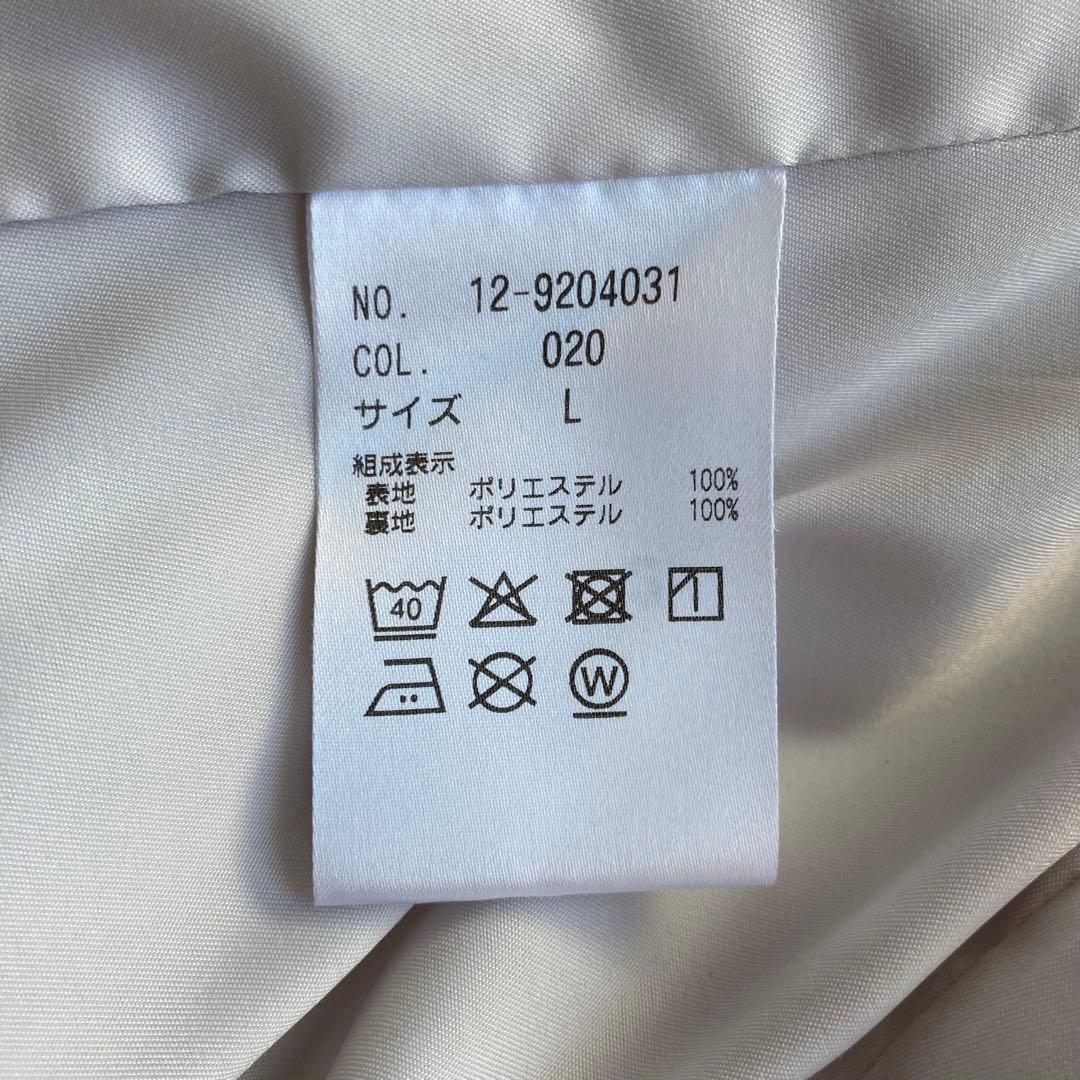 NO. 12-9204031
COL. 020
サイズ L
組成表示
表地 ポリエステル 100%
裏地 ポリエステル 100%
40
W